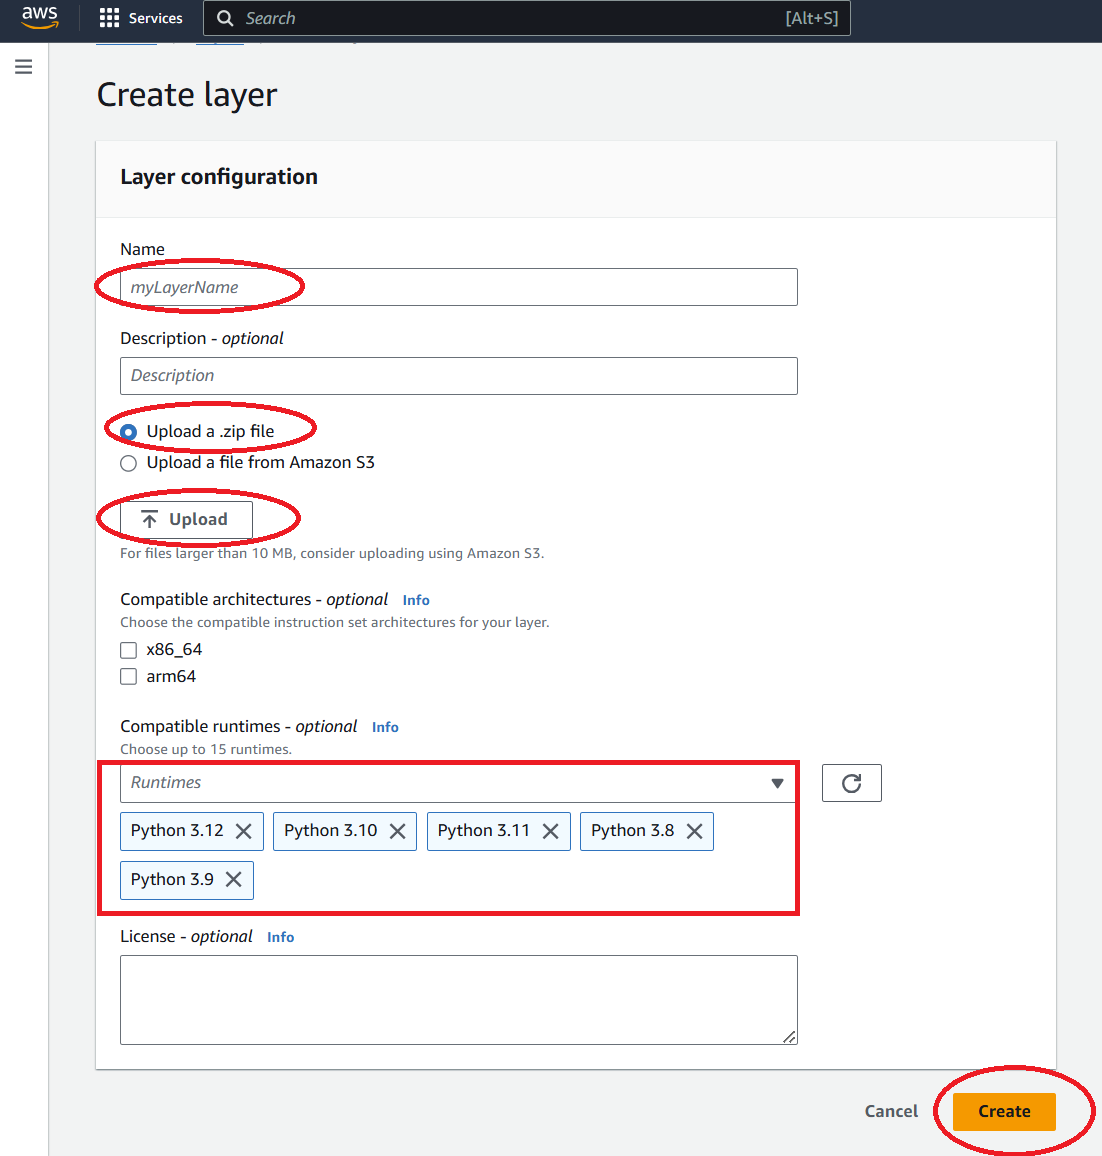 aws
Services
Search
[Alt+S]
Create layer
Layer configuration
Name
myLayerName
Description - optional
Description
Upload a .zip file
Upload a file from Amazon S3
Upload
For files larger than 10 MB, consider uploading using Amazon S3.
Compatible architectures - optional Info
Choose the compatible instruction set architectures for your layer.
x86_64
arm64
Compatible runtimes - optional Info
Choose up to 15 runtimes.
Runtimes
Python 3.12 Python 3.10 Python 3.11 Python 3.8
Python 3.9
License - optional Info
Cancel Create